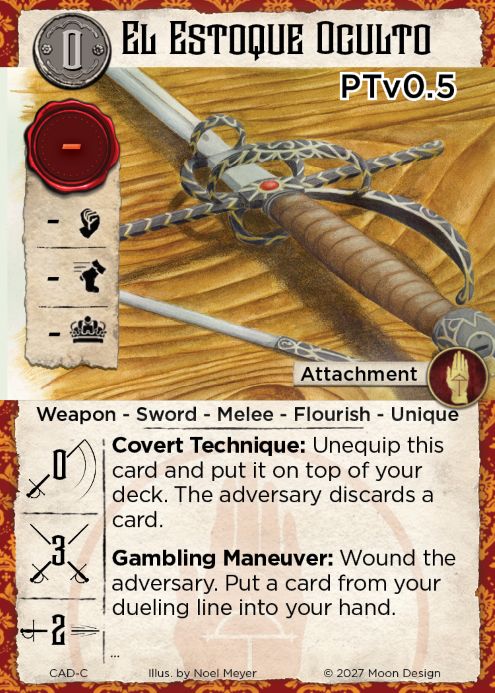 0
EL ESTOQUE OCULTO
PTv0.5
-
-
-
-
Attachment
Weapon - Sword - Melee - Flourish - Unique
0
3
2
Covert Technique: Unequip this
card and put it on top of your
deck. The adversary discards a
card.
Gambling Maneuver: Wound the
adversary. Put a card from your
dueling line into your hand.
...
CAD-C
Illus. by Noel Meyer
© 2027 Moon Design